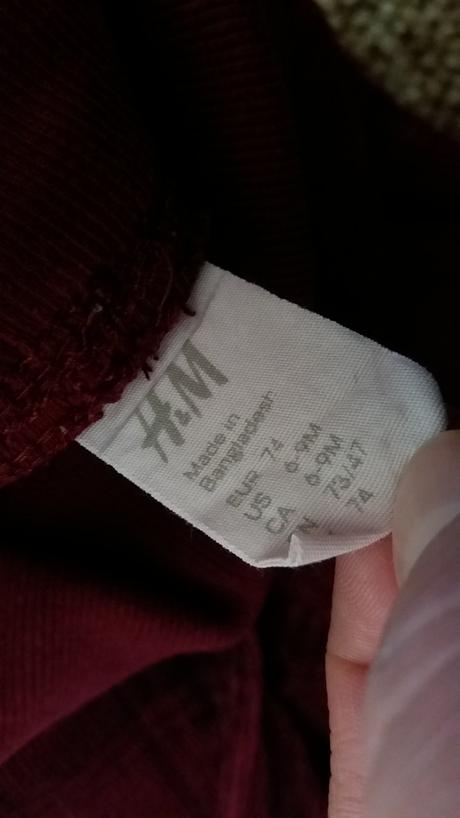 H&M
Made in
Bangladesh
EUR 74
US 6-9M
CA 6-9M
N 73/47
74